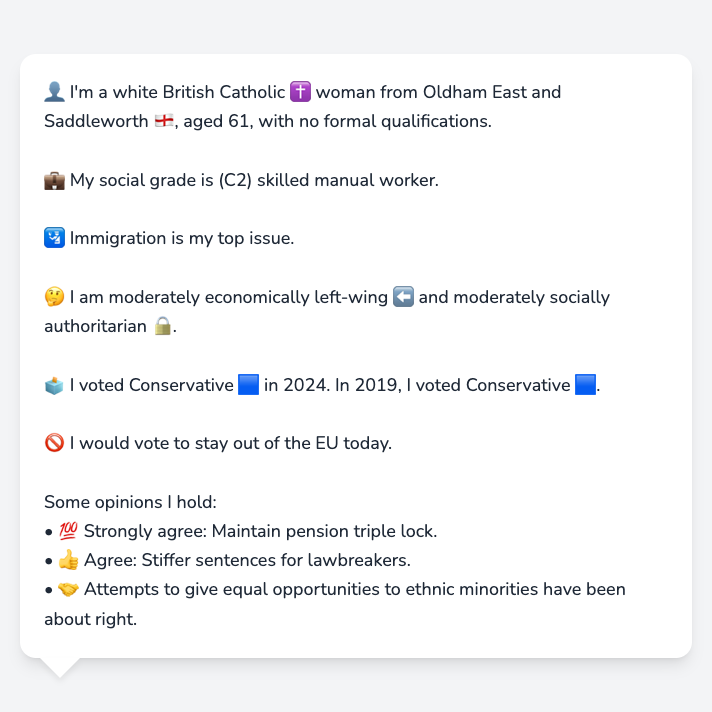 👤 I'm a white British Catholic ✝️ woman from Oldham East and
Saddleworth 🏴󠁧󠁢󠁥󠁮󠁧󠁿, aged 61, with no formal qualifications.
💼 My social grade is (C2) skilled manual worker.
🛂 Immigration is my top issue.
🤔 I am moderately economically left-wing ⬅️ and moderately socially
authoritarian 🔒.
🗳️ I voted Conservative 🟦 in 2024. In 2019, I voted Conservative 🟦.
🚫 I would vote to stay out of the EU today.
Some opinions I hold:
• 💯 Strongly agree: Maintain pension triple lock.
• 👍 Agree: Stiffer sentences for lawbreakers.
• 🤝 Attempts to give equal opportunities to ethnic minorities have been
about right.